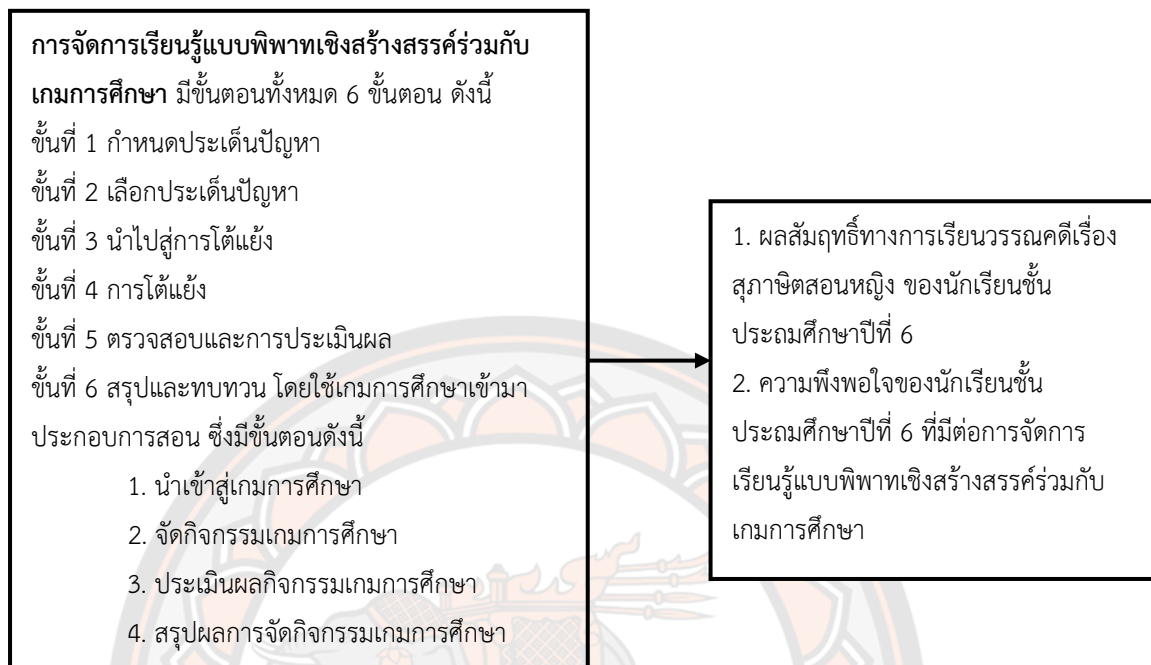 การจัดการเรียนรู้แบบพิพาทเชิงสร้างสรรค์ร่วมกับ
เกมการศึกษา มีขั้นตอนทั้งหมด 6 ขั้นตอน ดังนี้
ขั้นที่ 1 กำหนดประเด็นปัญหา
ขั้นที่ 2 เลือกประเด็นปัญหา
ขั้นที่ 3 นำไปสู่การโต้แย้ง
ขั้นที่ 4 การโต้แย้ง
ขั้นที่ 5 ตรวจสอบและการประเมินผล
ขั้นที่ 6 สรุปและทบทวน โดยใช้เกมการศึกษาเข้ามา
ประกอบการสอน ซึ่งมีขั้นตอนดังนี้
1. นำเข้าสู่เกมการศึกษา
2. จัดกิจกรรมเกมการศึกษา
3. ประเมินผลกิจกรรมเกมการศึกษา
4. สรุปผลการจัดกิจกรรมเกมการศึกษา
1. ผลสัมฤทธิ์ทางการเรียนวรรณคดีเรื่อง
สุภาษิตสอนหญิง ของนักเรียนชั้น
ประถมศึกษาปีที่ 6
2. ความพึงพอใจของนักเรียนชั้น
ประถมศึกษาปีที่ 6 ที่มีต่อการจัดการ
เรียนรู้แบบพิพาทเชิงสร้างสรรค์ร่วมกับ
เกมการศึกษา